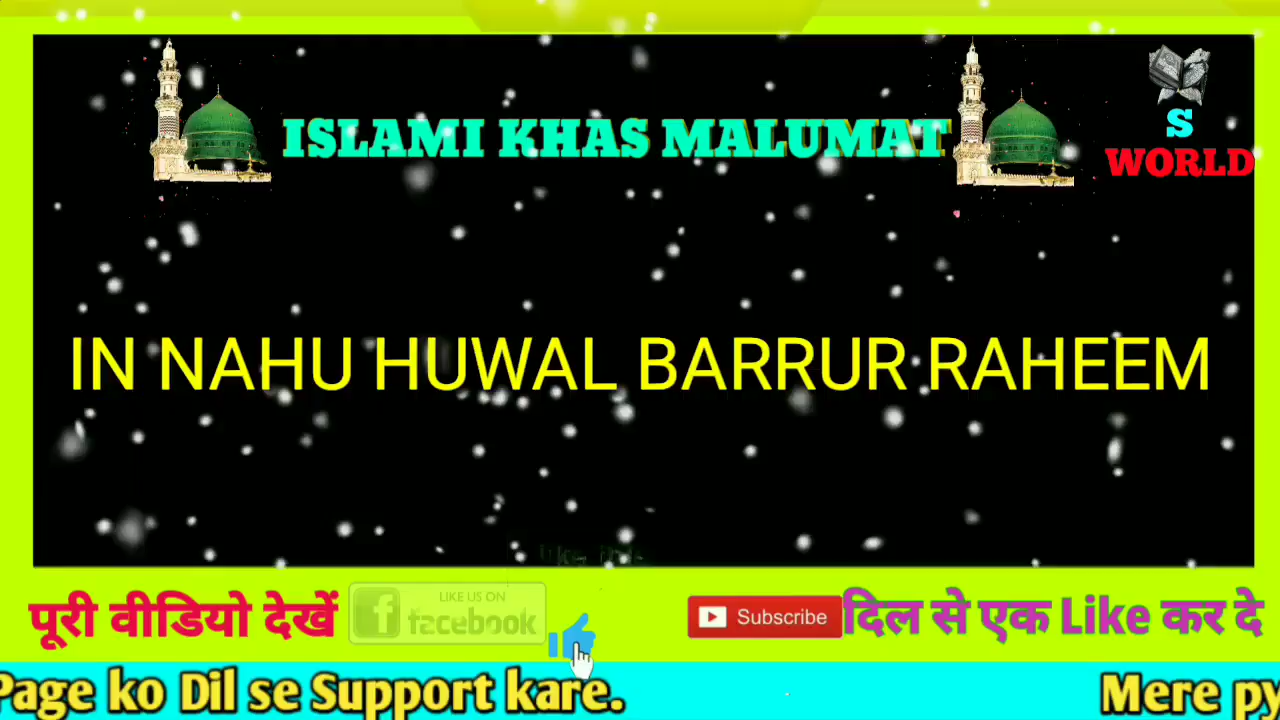 ISLAMI KHAS MALUMAT
S
WORLD
IN NAHU HUWAL BARRUR RAHEEM
पूरी वीडियो देखें
LIKE US ON
facebook
Subscribe
दिल से एक Like कर दे
Page ko Dil se Support kare.
Mere py